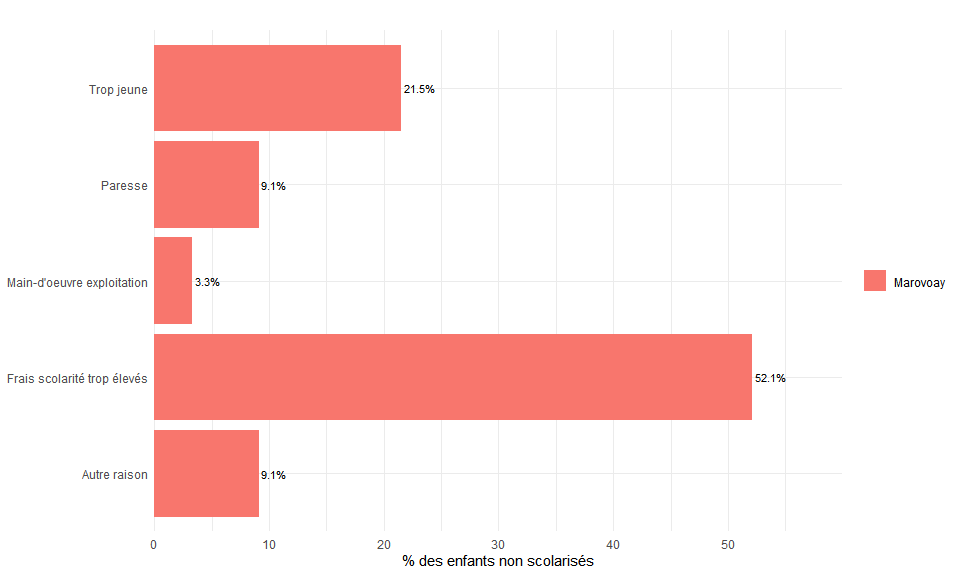 Trop jeune
21.5%
Paresse
9.1%
Main-d'oeuvre exploitation
3.3%
Marovoay
Frais scolarité trop élevés
52.1%
Autre raison
9.1%
0 10 20 30 40 50
% des enfants non scolarisés